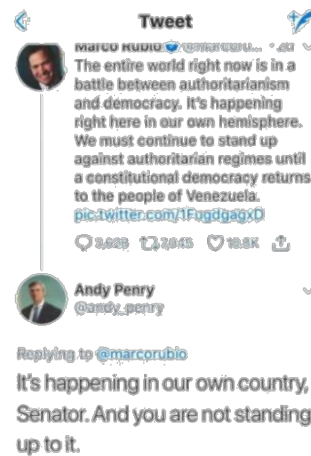 Tweet
Marco Rubio
The entire world right now is in a
battle between authoritarianism
and democracy. It's happening
right here in our own hemisphere.
We must continue to stand up
against authoritarian regimes until
a constitutional democracy returns
to the people of Venezuela.
pic.twitter.com/1FugdgagxD
Andy Penry
@andy_penry
Replying to @marcorubio
It's happening in our own country,
Senator. And you are not standing
up to it.